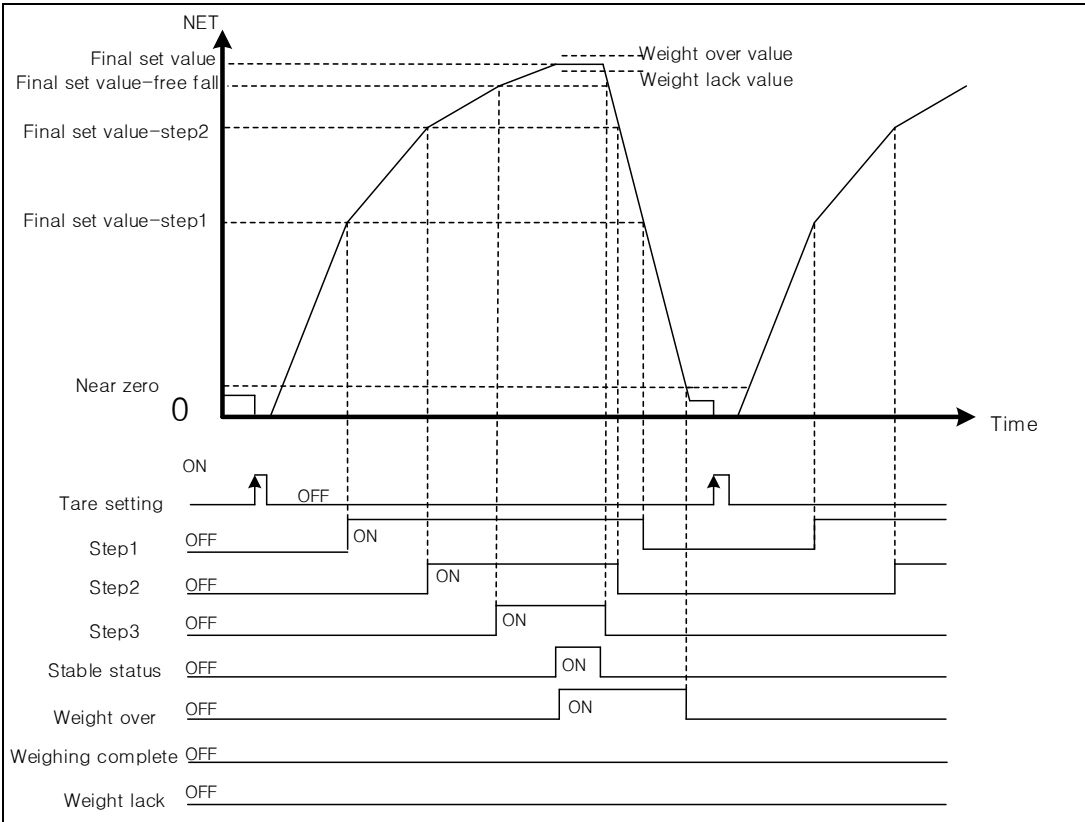 NET
Final set value
Weight over value
Final set value-free fall
Weight lack value
Final set value-step2
Final set value-step1
Near zero
0
Time
ON
Tare setting
OFF
Step1
OFF
ON
Step2
OFF
ON
Step3
OFF
ON
Stable status
OFF
ON
Weight over
OFF
ON
Weighing complete
OFF
Weight lack
OFF